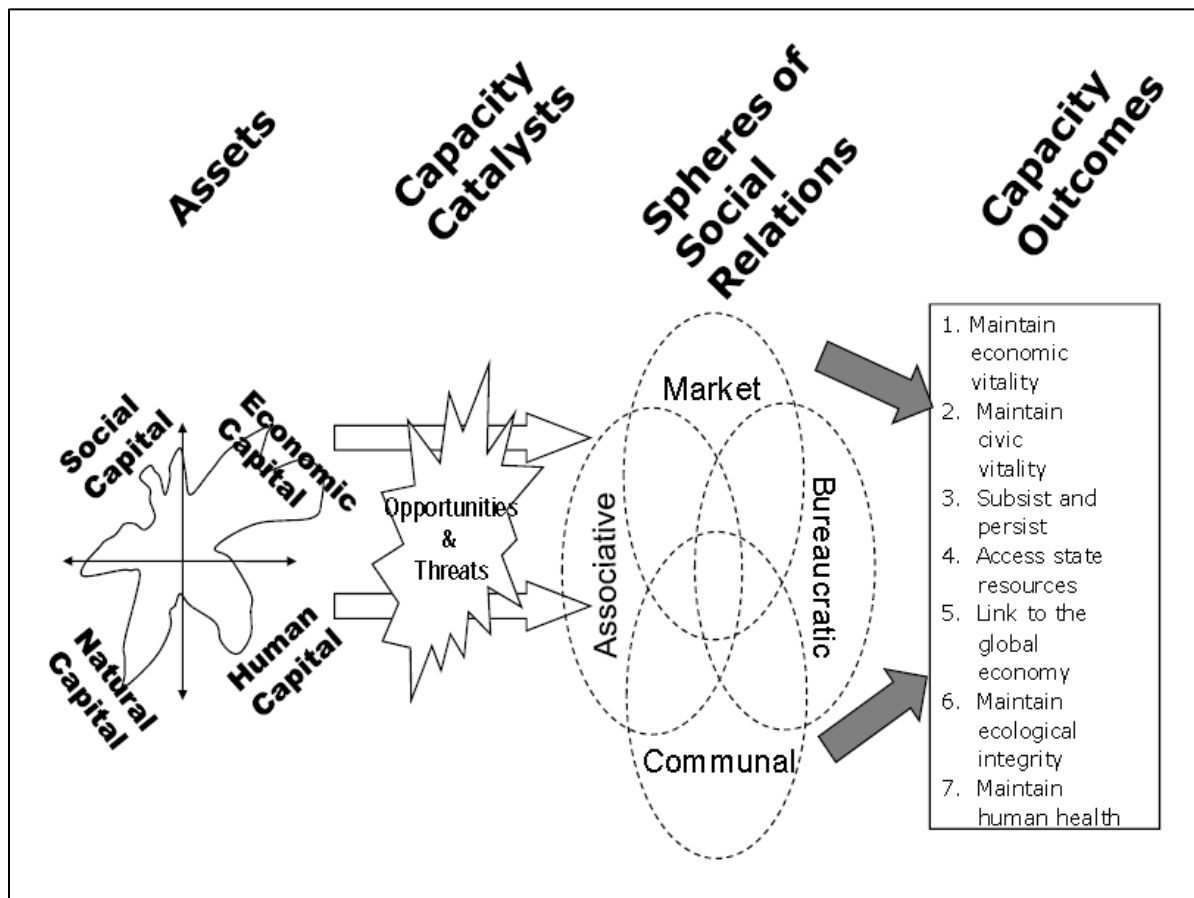 Assets
Capacity
Catalysts
Spheres of
Social
Relations
Capacity
Outcomes
Social
Capital
Economic
Capital
Natural
Capital
Human
Capital
Opportunities
&
Threats
Market
Associative
Bureaucratic
Communal
1. Maintain
economic
vitality
2. Maintain
civic
vitality
3. Subsist and
persist
4. Access state
resources
5. Link to the
global
economy
6. Maintain
ecological
integrity
7. Maintain
human health